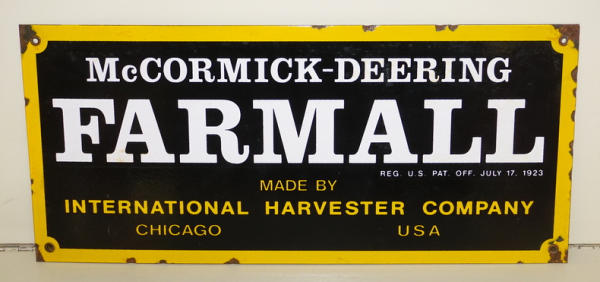 McCORMICK-DEERING
FARMALL
REG. U.S. PAT. OFF. JULY 17, 1923
MADE BY
INTERNATIONAL HARVESTER COMPANY
CHICAGO USA